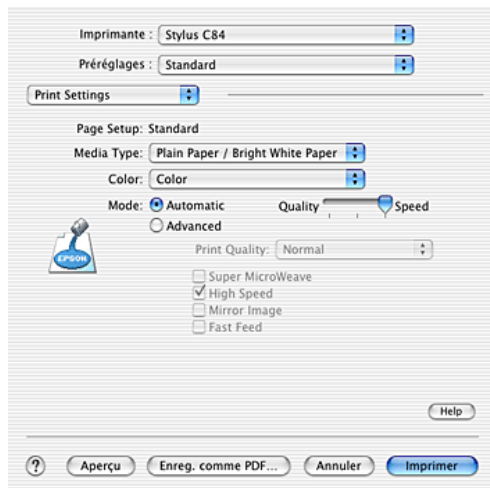 Imprimante : Stylus C84
Préréglages : Standard
Print Settings
Page Setup: Standard
Media Type: Plain Paper / Bright White Paper
Color: Color
Mode: Automatic Quality Speed
Advanced
Print Quality: Normal
EPSON
Super MicroWeave
High Speed
Mirror Image
Fast Feed
Help
? Aperçu Enreg. comme PDF... Annuler Imprimer